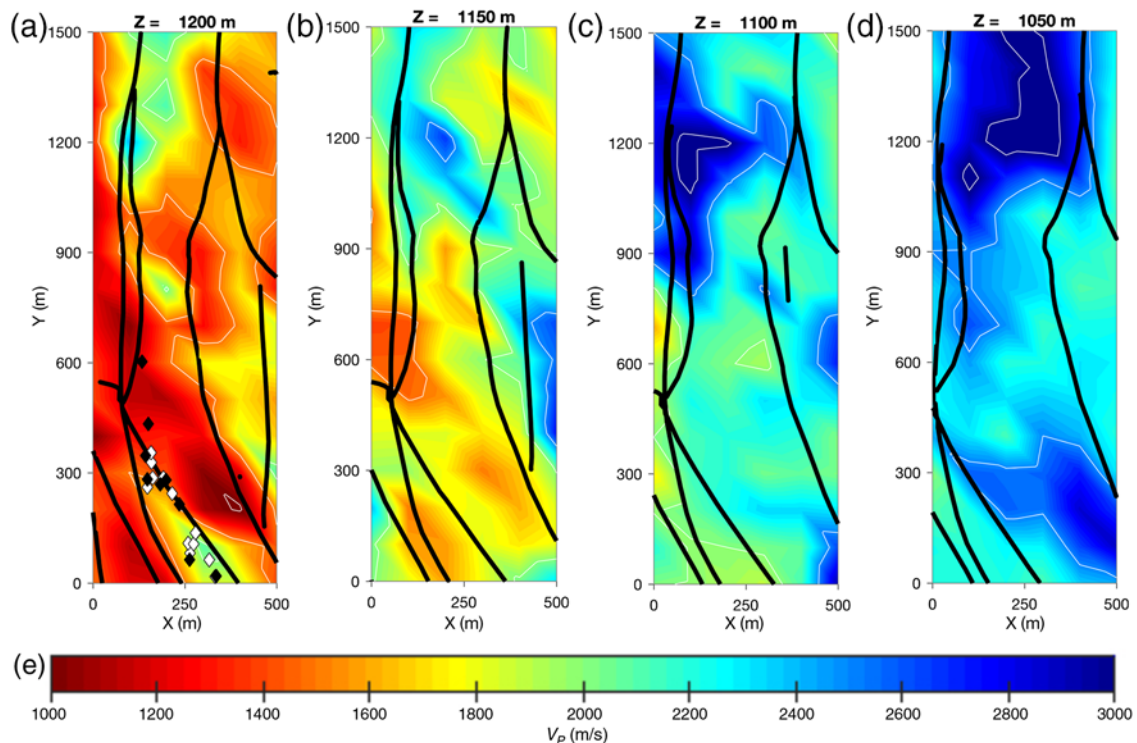 (a) Z = 1200 m
(b) Z = 1150 m
(c) Z = 1100 m
(d) Z = 1050 m
1500 1200 900 600 300 0
Y (m)
0 250 500
X (m)
1500 1200 900 600 300 0
Y (m)
0 250 500
X (m)
1500 1200 900 600 300 0
Y (m)
0 250 500
X (m)
1500 1200 900 600 300 0
Y (m)
0 250 500
X (m)
(e)
1000 1200 1400 1600 1800 2000 2200 2400 2600 2800 3000
VP (m/s)